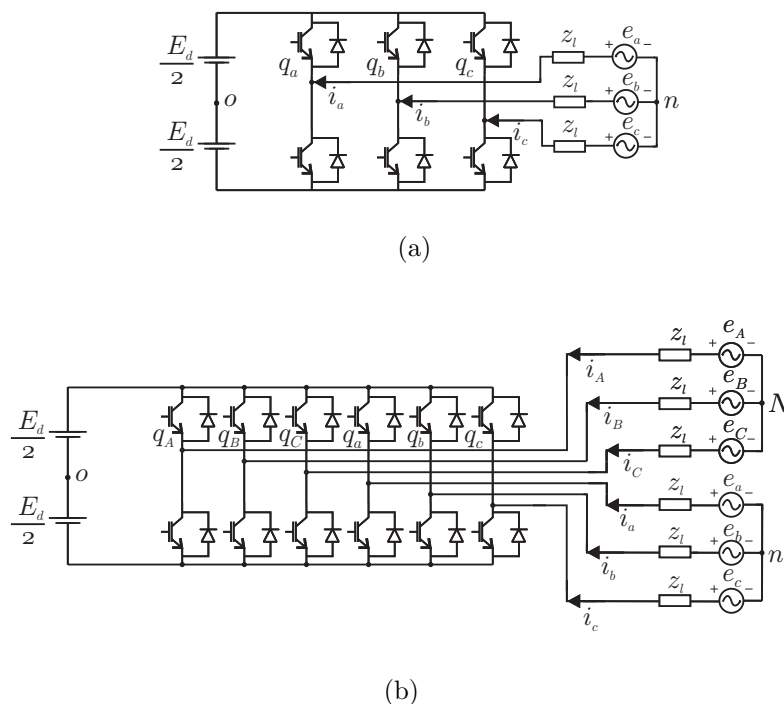 E_d/2
E_d/2
o
q_a
q_b
q_c
i_a
i_b
i_c
z_l
z_l
z_l
+ e_a −
+ e_b −
+ e_c −
n
(a)
E_d/2
E_d/2
o
q_A
q_B
q_C
q_a
q_b
q_c
i_A
i_B
i_C
i_a
i_b
i_c
z_l
z_l
z_l
z_l
z_l
z_l
+ e_A −
+ e_B −
+ e_C −
+ e_a −
+ e_b −
+ e_c −
N
n
(b)